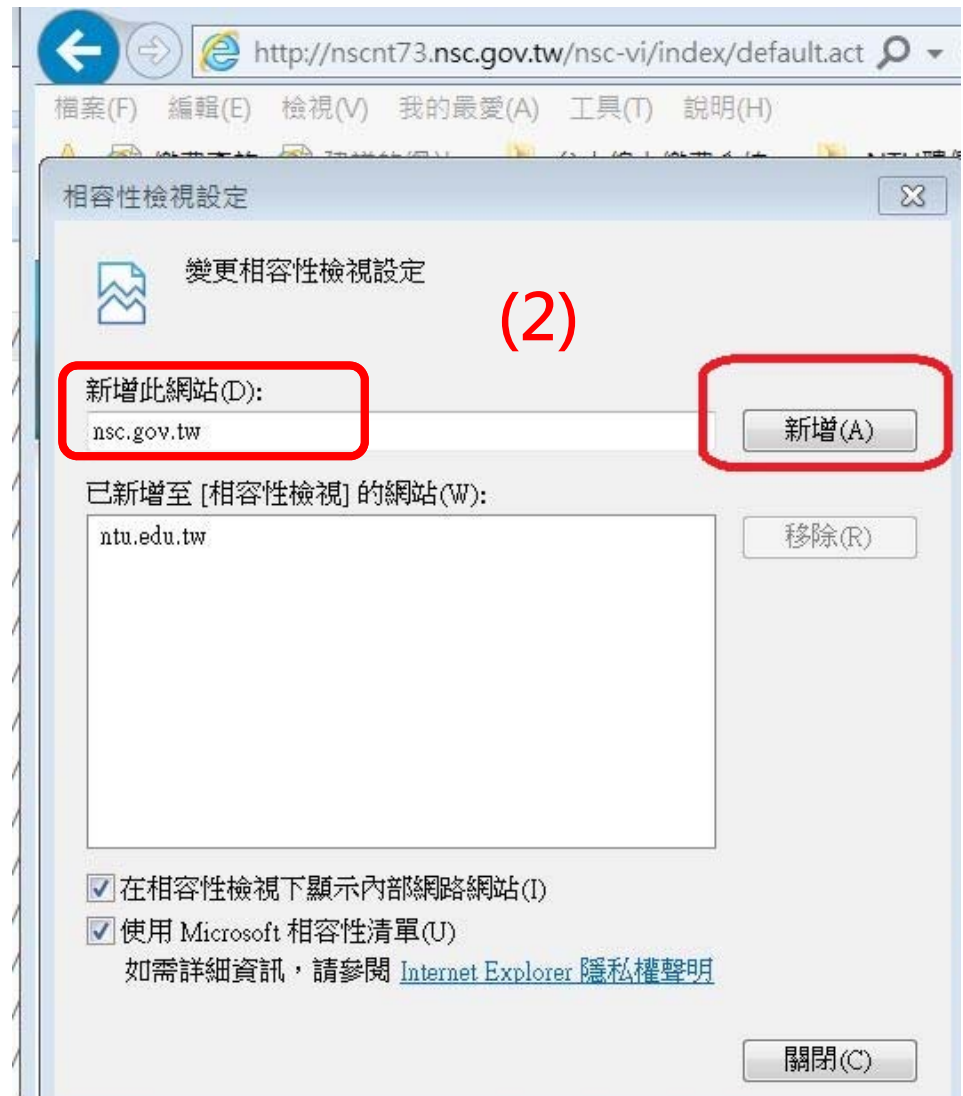 http://nscnt73.nsc.gov.tw/nsc-vi/index/default.act
檔案(F) 編輯(E) 檢視(V) 我的最愛(A) 工具(T) 說明(H)
相容性檢視設定
變更相容性檢視設定
(2)
新增此網站(D):
nsc.gov.tw 新增(A)
已新增至 [相容性檢視] 的網站(W):
ntu.edu.tw 移除(R)
在相容性檢視下顯示內部網路網站(I)
使用 Microsoft 相容性清單(U)
如需詳細資訊，請參閱 Internet Explorer 隱私權聲明
關閉(C)